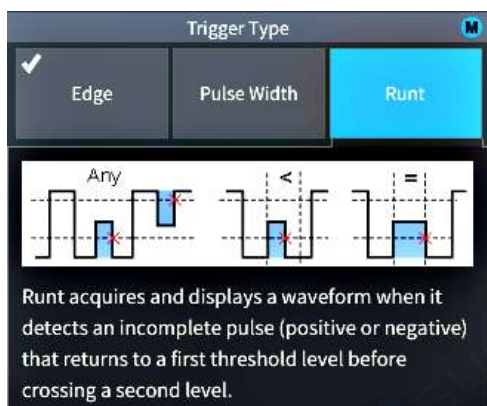 Trigger Type
M
Edge
Pulse Width
Runt
Any
<
=
Runt acquires and displays a waveform when it
detects an incomplete pulse (positive or negative)
that returns to a first threshold level before
crossing a second level.